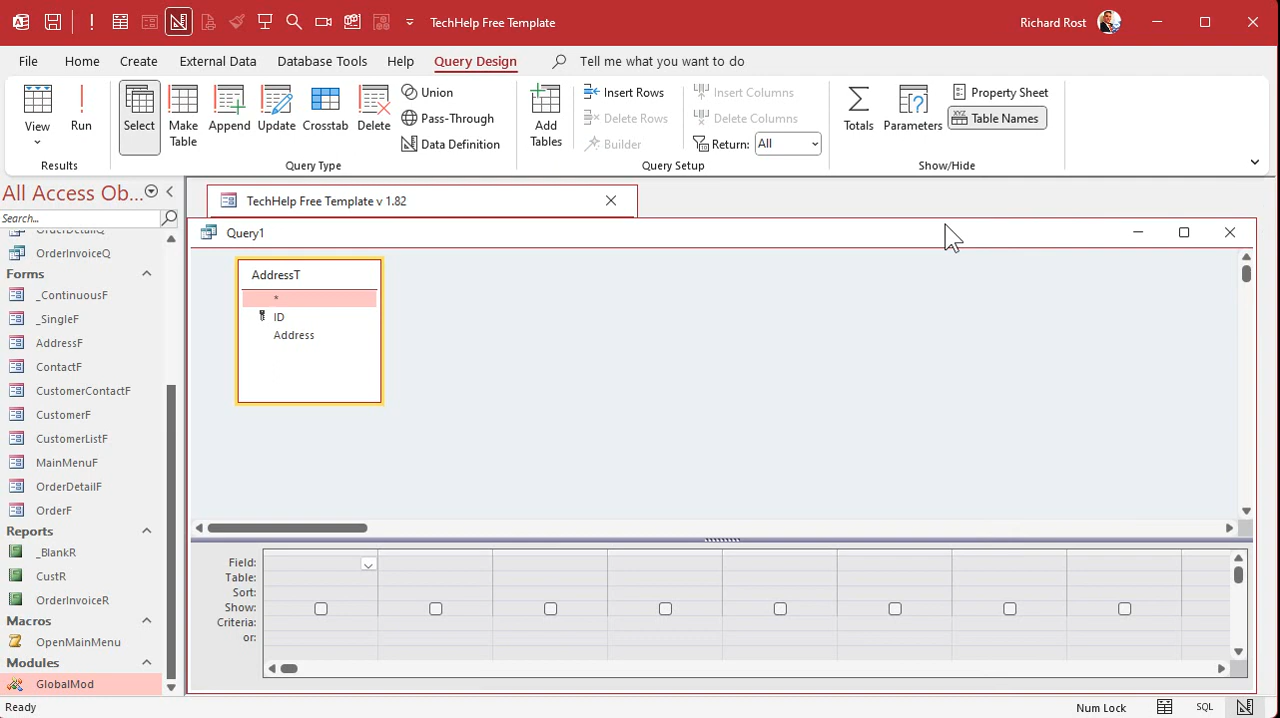 TechHelp Free Template
Richard Rost
File Home Create External Data Database Tools Help Query Design Tell me what you want to do
View
Run
Select
Make Table
Append
Update
Crosstab
Delete
Union
Pass-Through
Data Definition
Add Tables
Insert Rows
Delete Rows
Builder
Insert Columns
Delete Columns
Return: All
Totals
Parameters
Property Sheet
XYZ Table Names
Results
Query Type
Query Setup
Show/Hide
All Access Ob...
Search...
OrderDetailQ
OrderInvoiceQ
Forms
_ContinuousF
_SingleF
AddressF
ContactF
CustomerContactF
CustomerF
CustomerListF
MainMenuF
OrderDetailF
OrderF
Reports
_BlankR
CustR
OrderInvoiceR
Macros
OpenMainMenu
Modules
GlobalMod
TechHelp Free Template v 1.82
Query1
AddressT
*
ID
Address
Field:
Table:
Sort:
Show:
Criteria:
or:
Ready
Num Lock
SQL